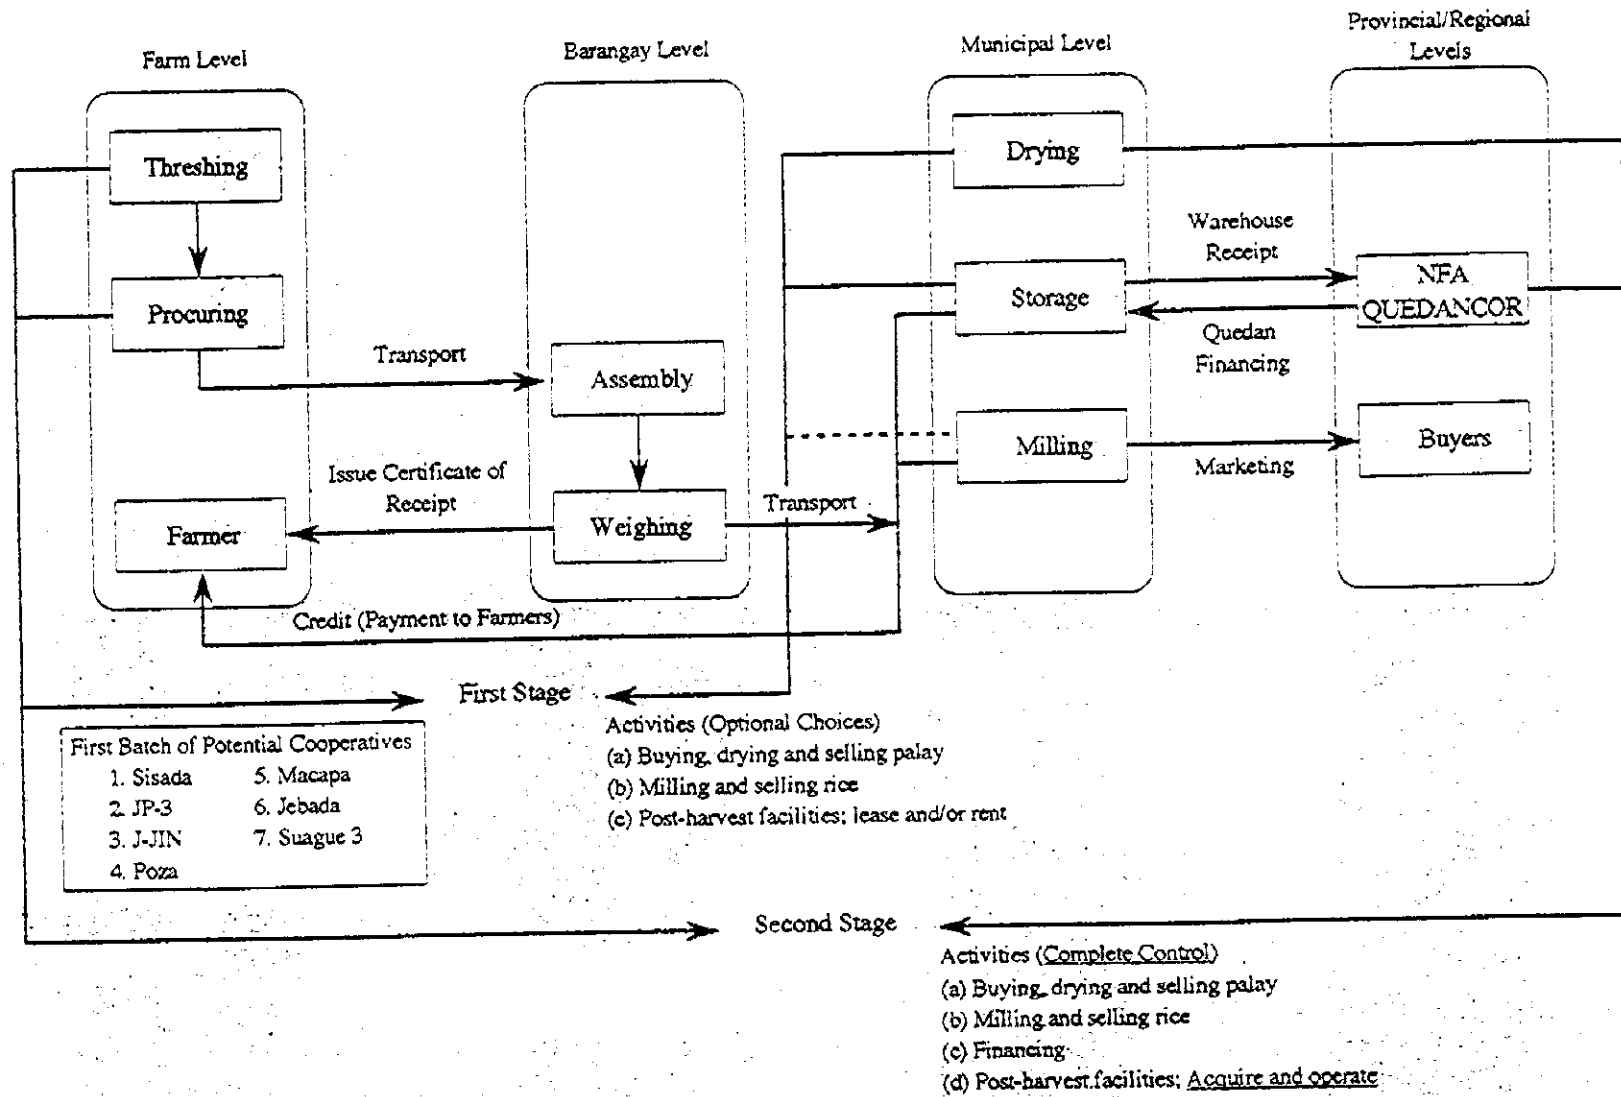 Farm Level
Barangay Level
Municipal Level
Provincial/Regional
Levels
Threshing
Procuring
Farmer
Transport
Issue Certificate of
Receipt
Assembly
Weighing
Transport
Drying
Storage
Milling
Warehouse
Receipt
Quedan
Financing
Marketing
NFA
QUEDANCOR
Buyers
Credit (Payment to Farmers)
First Stage
First Batch of Potential Cooperatives
1. Sisada
2. JP-3
3. J-JIN
4. Poza
5. Macapa
6. Jebada
7. Suague 3
Activities (Optional Choices)
(a) Buying, drying and selling palay
(b) Milling and selling rice
(c) Post-harvest facilities; lease and/or rent
Second Stage
Activities (Complete Control)
(a) Buying, drying and selling palay
(b) Milling and selling rice
(c) Financing
(d) Post-harvest facilities; Acquire and operate